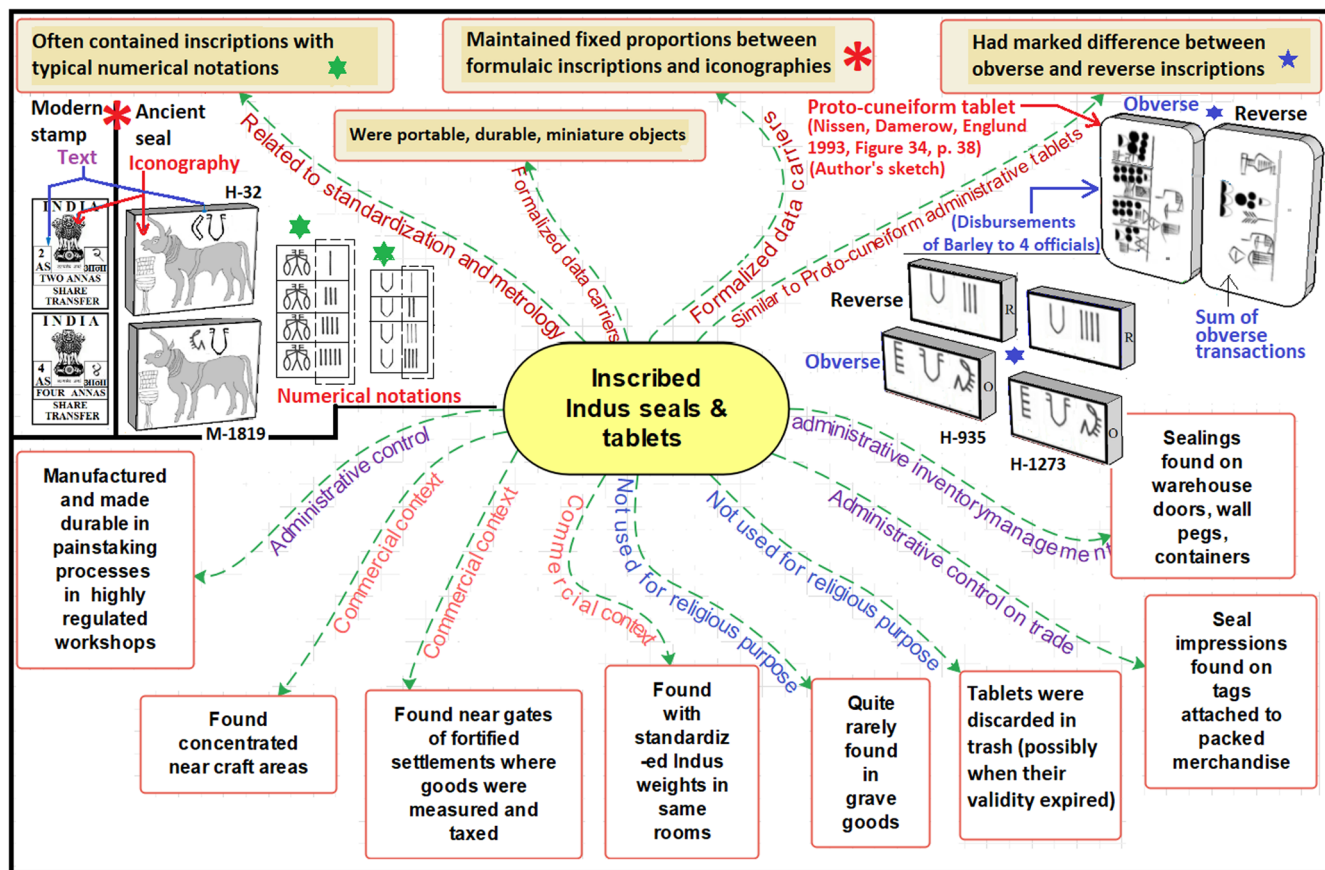 Often contained inscriptions with
typical numerical notations
Maintained fixed proportions between
formulaic inscriptions and iconographies
Had marked difference between
obverse and reverse inscriptions
Modern
stamp
Ancient
seal
Text
Iconography
H-32
INDIA
2
AS
TWO ANNAS
SHARE
TRANSFER
INDIA
4
AS
FOUR ANNAS
SHARE
TRANSFER
M-1819
Numerical notations
Were portable, durable, miniature objects
Proto-cuneiform tablet
(Nissen, Damerow, Englund
1993, Figure 34, p. 38)
(Author's sketch)
Obverse
Reverse
(Disbursements
of Barley to 4 officials)
Sum of
obverse
transactions
Reverse
R
R
Obverse
O
O
H-935
H-1273
Related to standardization and metrology
Formalized data carriers
Formalized data carriers
Similar to Proto-cuneiform administrative tablets
Inscribed
Indus seals &
tablets
Administrative control
Commercial context
Commercial context
Commercial context
Not used for religious purpose
Not used for religious purpose
Administrative control on trade
administrative inventory management
Manufactured
and made
durable in
painstaking
processes
in highly
regulated
workshops
Found
concentrated
near craft areas
Found near gates
of fortified
settlements where
goods were
measured and
taxed
Found
with
standardiz
-ed Indus
weights in
same
rooms
Quite
rarely
found
in
grave
goods
Tablets were
discarded in
trash (possibly
when their
validity expired)
Seal
impressions
found on
tags
attached to
packed
merchandise
Sealings
found on
warehouse
doors, wall
pegs,
containers